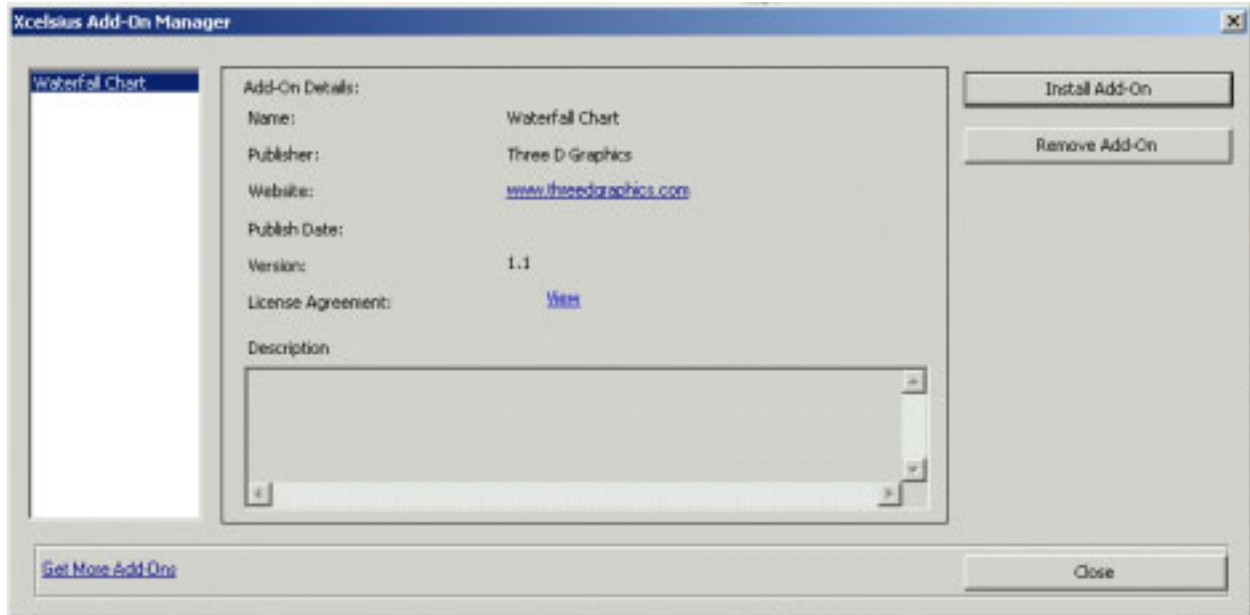 Xcelsius Add-On Manager
Waterfall Chart
Add-On Details:
Name: Waterfall Chart
Publisher: Three D Graphics
Website: www.threedgraphics.com
Publish Date:
Version: 1.1
License Agreement: View
Description
Install Add-On
Remove Add-On
Get More Add-Ons
Close